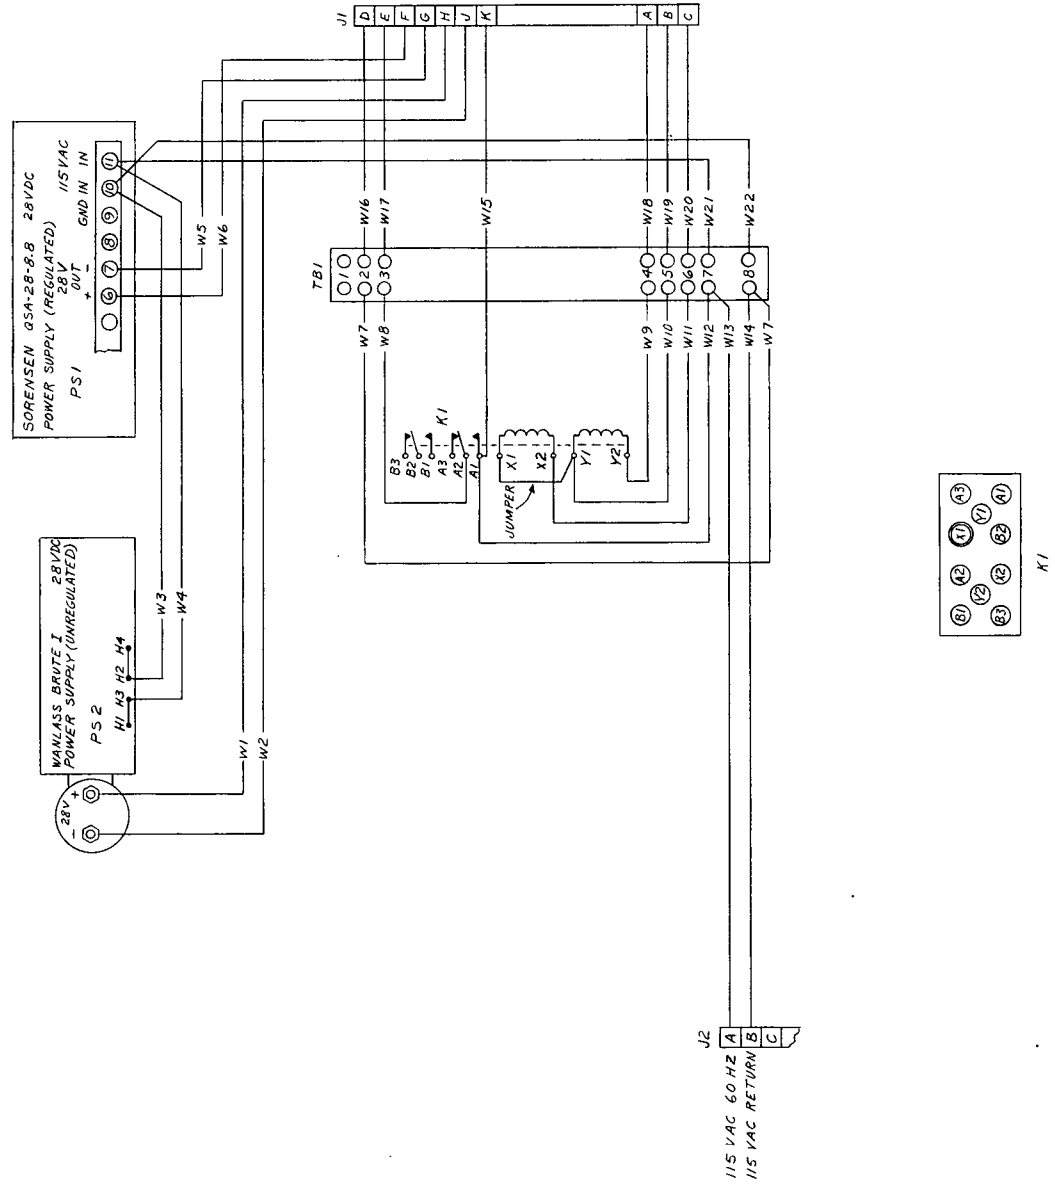 J1
D E F G H J K A B C
SORENSEN QSA-28-8.8 28VDC
POWER SUPPLY (REGULATED)
28V 115VAC
OUT GND IN IN
+ -
6 7 8 9 10 11
PS1
W5
W6
W16
W17
W15
W18
W19
W20
W21
W22
TB1
1
2
3
4
5
6
7
8
W7
W8
W9
W10
W11
W12
W13
W14
W7
K1
B3
B2
B1
A3
A2
A1
X1
X2
Y1
Y2
JUMPER
WANLASS BRUTE I 28VDC
POWER SUPPLY (UNREGULATED)
PS2
H1 H3 H2 H4
28V
- +
W3
W4
W1
W2
B1 A2 X1 A3
Y2 Y1
B3 X2 B2 A1
K1
J2
115 VAC 60 HZ A
115 VAC RETURN B
C